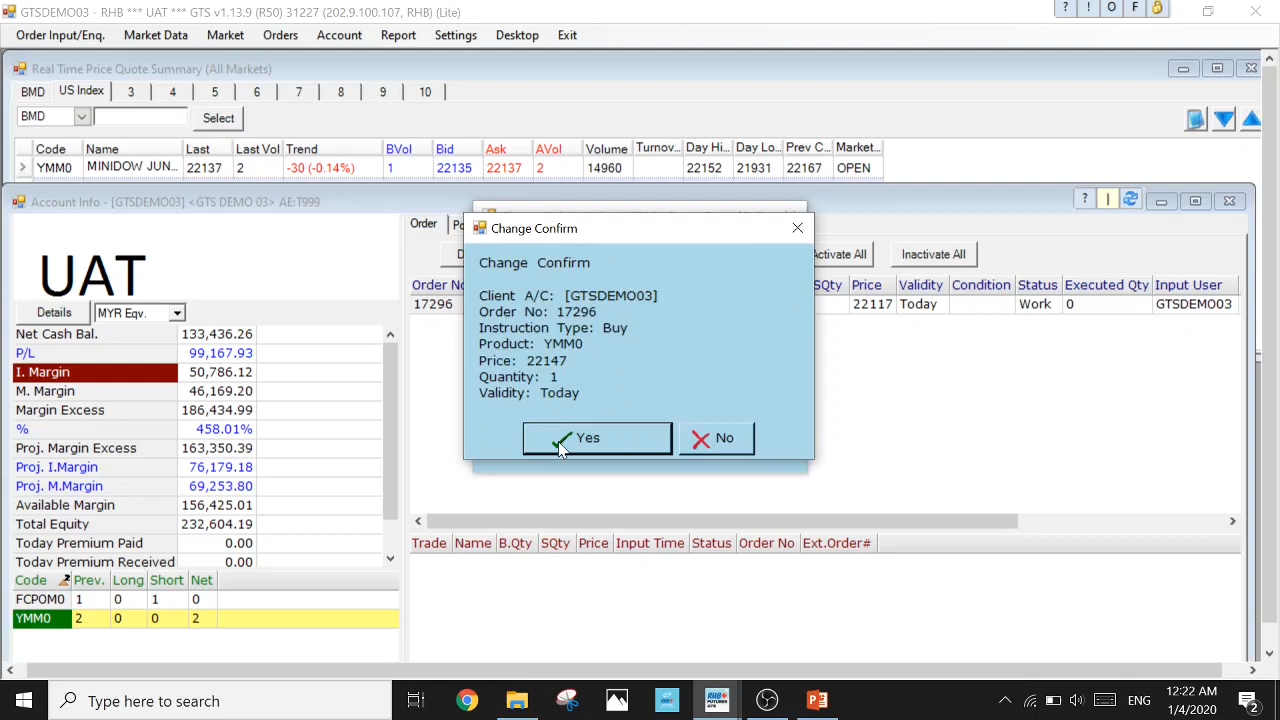 GTSDEMO03 - RHB *** UAT *** GTS v1.13.9 (R50) 31227 (202.9.100.107, RHB) (Lite)
? ! O F
Order Input/Enq. Market Data Market Orders Account Report Settings Desktop Exit
Real Time Price Quote Summary (All Markets)
BMD US Index 3 4 5 6 7 8 9 10
BMD Select
Code Name Last Last Vol Trend BVol Bid Ask AVol Volume Turnov... Day Hi... Day Lo... Prev C... Market...
YMM0 MINIDOW JUN... 22137 2 -30 (-0.14%) 1 22135 22137 2 14960 22152 21931 22167 OPEN
Account Info - [GTSDEMO03] <GTS DEMO 03> AE:T999
?
UAT
Details MYR Eqv.
Net Cash Bal. 133,436.26
P/L 99,167.93
I. Margin 50,786.12
M. Margin 46,169.20
Margin Excess 186,434.99
% 458.01%
Proj. Margin Excess 163,350.39
Proj. I.Margin 76,179.18
Proj. M.Margin 69,253.80
Available Margin 156,425.01
Total Equity 232,604.19
Today Premium Paid 0.00
Today Premium Received 0.00
Code Prev. Long Short Net
FCPOM0 1 0 1 0
YMM0 2 0 0 2
Order Po
D
Activate All Inactivate All
Order No SQty Price Validity Condition Status Executed Qty Input User
17296 22117 Today Work 0 GTSDEMO03
Change Confirm
Change Confirm
Client A/C: [GTSDEMO03]
Order No: 17296
Instruction Type: Buy
Product: YMM0
Price: 22147
Quantity: 1
Validity: Today
Yes No
Trade Name B.Qty SQty Price Input Time Status Order No Ext.Order#
Type here to search
RHB FUTURES GTS
ENG
12:22 AM
1/4/2020
2